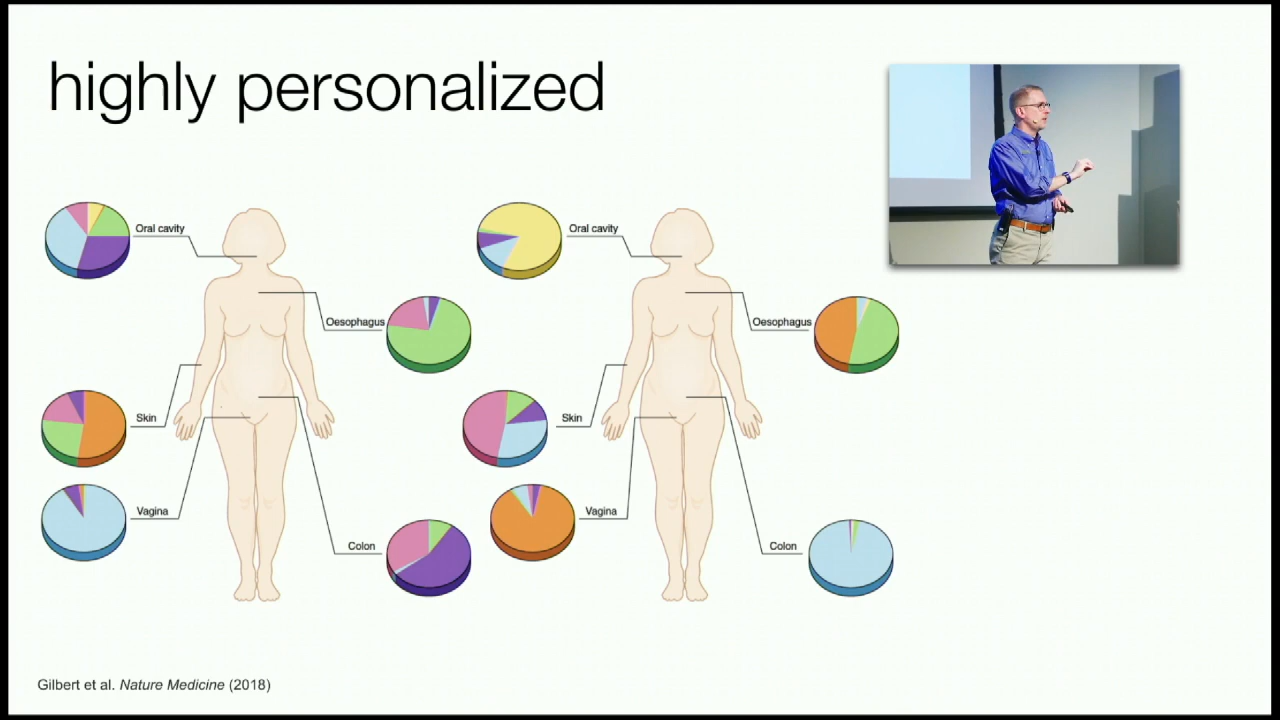 highly personalized
Oral cavity
Oesophagus
Skin
Vagina
Colon
Oral cavity
Oesophagus
Skin
Vagina
Colon
Gilbert et al. Nature Medicine (2018)